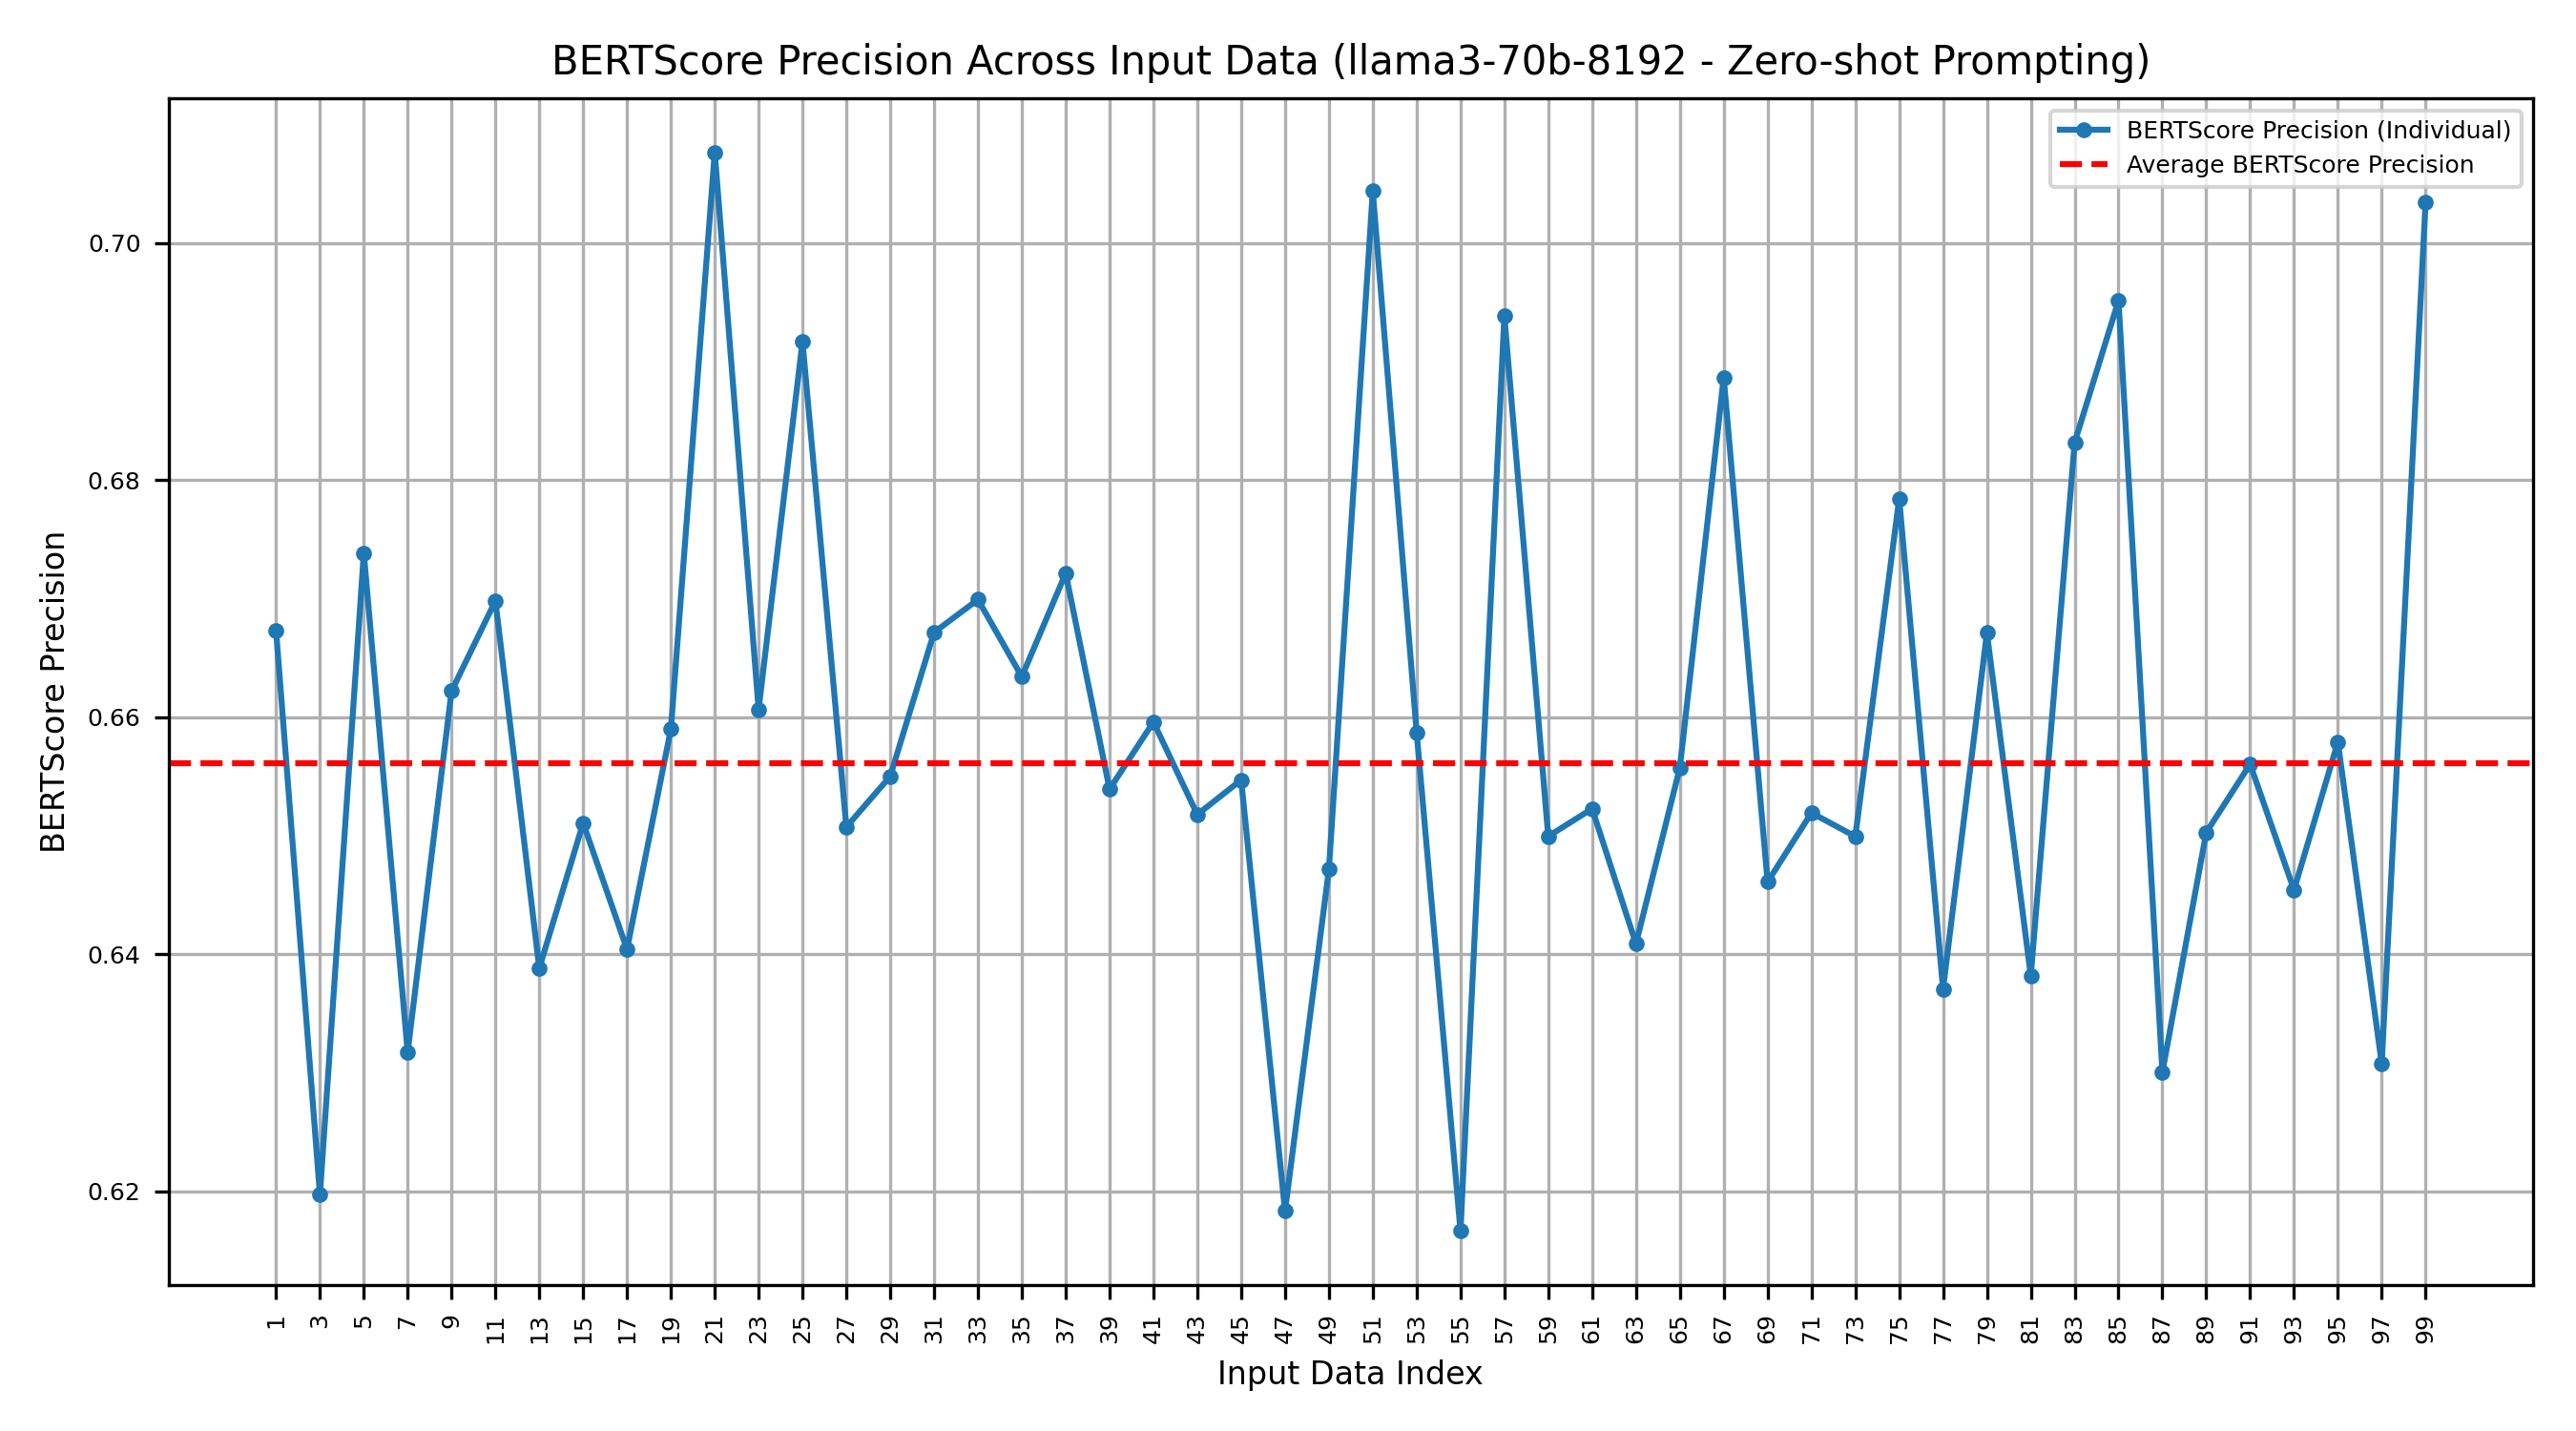 BERTScore Precision Across Input Data (llama3-70b-8192 - Zero-shot Prompting)
BERTScore Precision (Individual)
Average BERTScore Precision
BERTScore Precision
0.70
0.68
0.66
0.64
0.62
1 3 5 7 9 11 13 15 17 19 21 23 25 27 29 31 33 35 37 39 41 43 45 47 49 51 53 55 57 59 61 63 65 67 69 71 73 75 77 79 81 83 85 87 89 91 93 95 97 99
Input Data Index